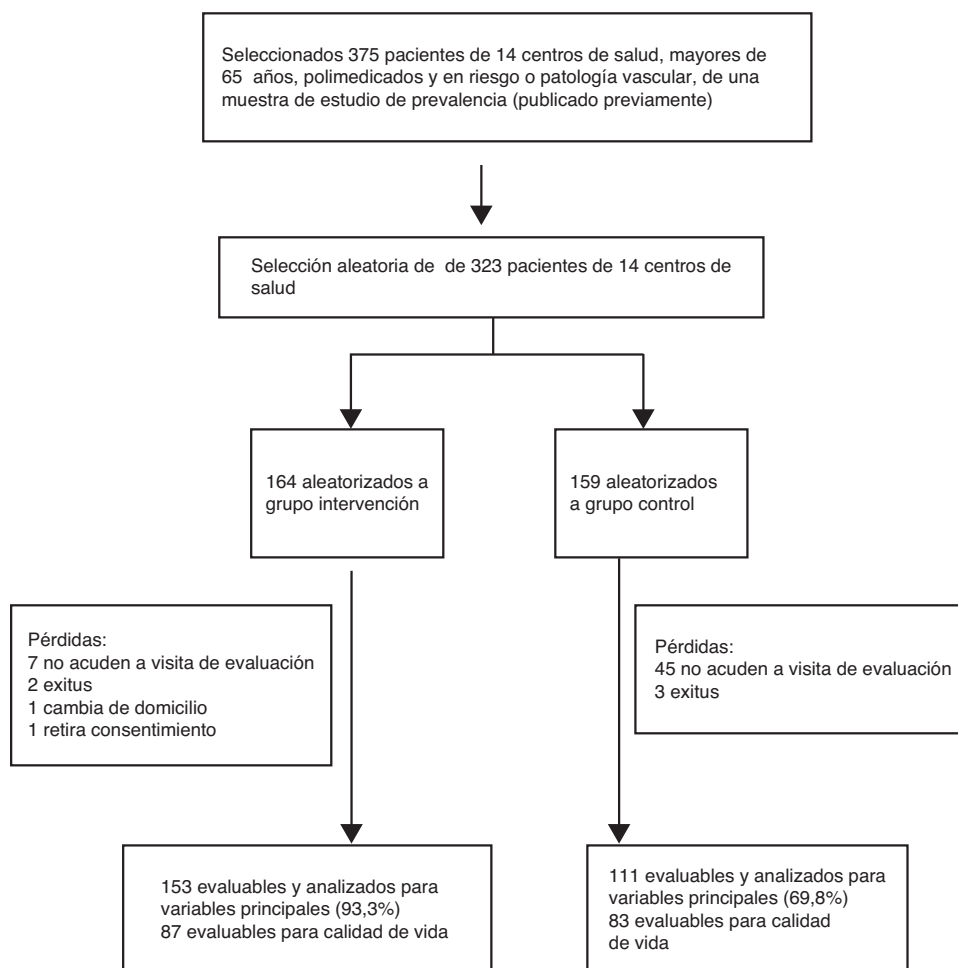 Seleccionados 375 pacientes de 14 centros de salud, mayores de
65 años, polimedicados y en riesgo o patología vascular, de una
muestra de estudio de prevalencia (publicado previamente)
Selección aleatoria de de 323 pacientes de 14 centros de
salud
164 aleatorizados a
grupo intervención
159 aleatorizados
a grupo control
Pérdidas:
7 no acuden a visita de evaluación
2 exitus
1 cambia de domicilio
1 retira consentimiento
Pérdidas:
45 no acuden a visita de evaluación
3 exitus
153 evaluables y analizados para
variables principales (93,3%)
87 evaluables para calidad de vida
111 evaluables y analizados para
variables principales (69,8%)
83 evaluables para calidad
de vida